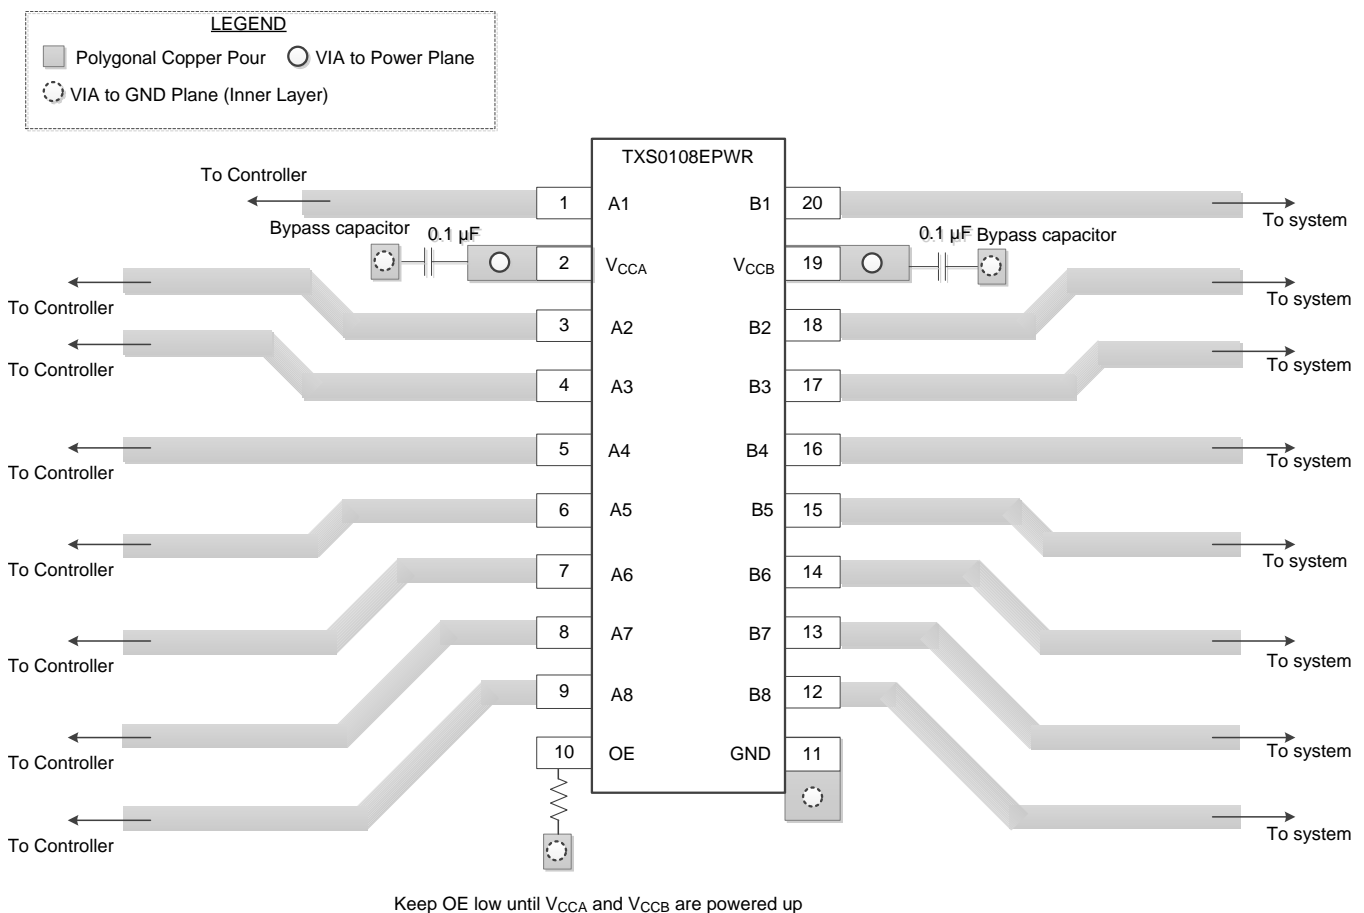 LEGEND
Polygonal Copper Pour
VIA to Power Plane
VIA to GND Plane (Inner Layer)
TXS0108EPWR
To Controller
1
A1
B1
20
To system
Bypass capacitor
0.1 µF
2
VCCA
VCCB
19
0.1 µF
Bypass capacitor
To Controller
3
A2
B2
18
To system
To Controller
4
A3
B3
17
To system
To Controller
5
A4
B4
16
To system
To Controller
6
A5
B5
15
To system
To Controller
7
A6
B6
14
To system
To Controller
8
A7
B7
13
To system
To Controller
9
A8
B8
12
To system
10
OE
GND
11
Keep OE low until VCCA and VCCB are powered up